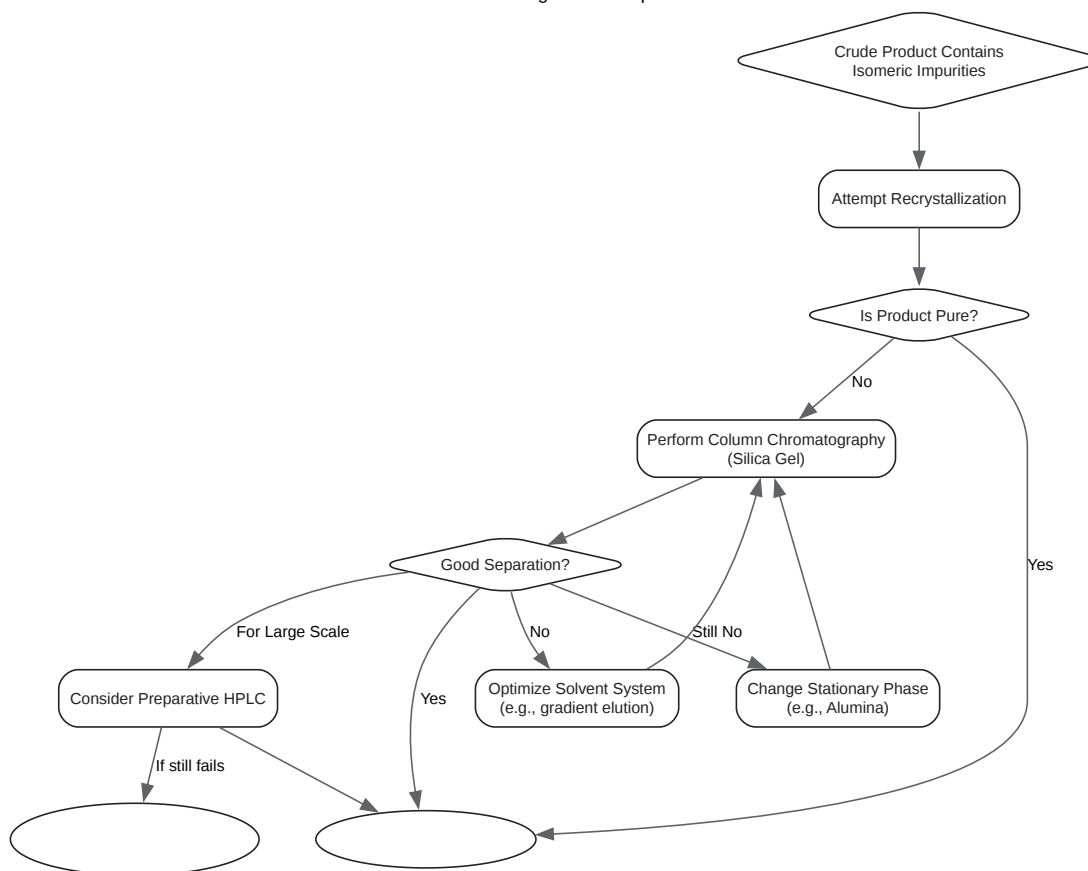 Crude Product Contains
Isomeric Impurities
Attempt Recrystallization
Is Product Pure?
No
Perform Column Chromatography
(Silica Gel)
Good Separation?
Yes
For Large Scale
No
Still No
Consider Preparative HPLC
Yes
Optimize Solvent System
(e.g., gradient elution)
Change Stationary Phase
(e.g., Alumina)
If still fails